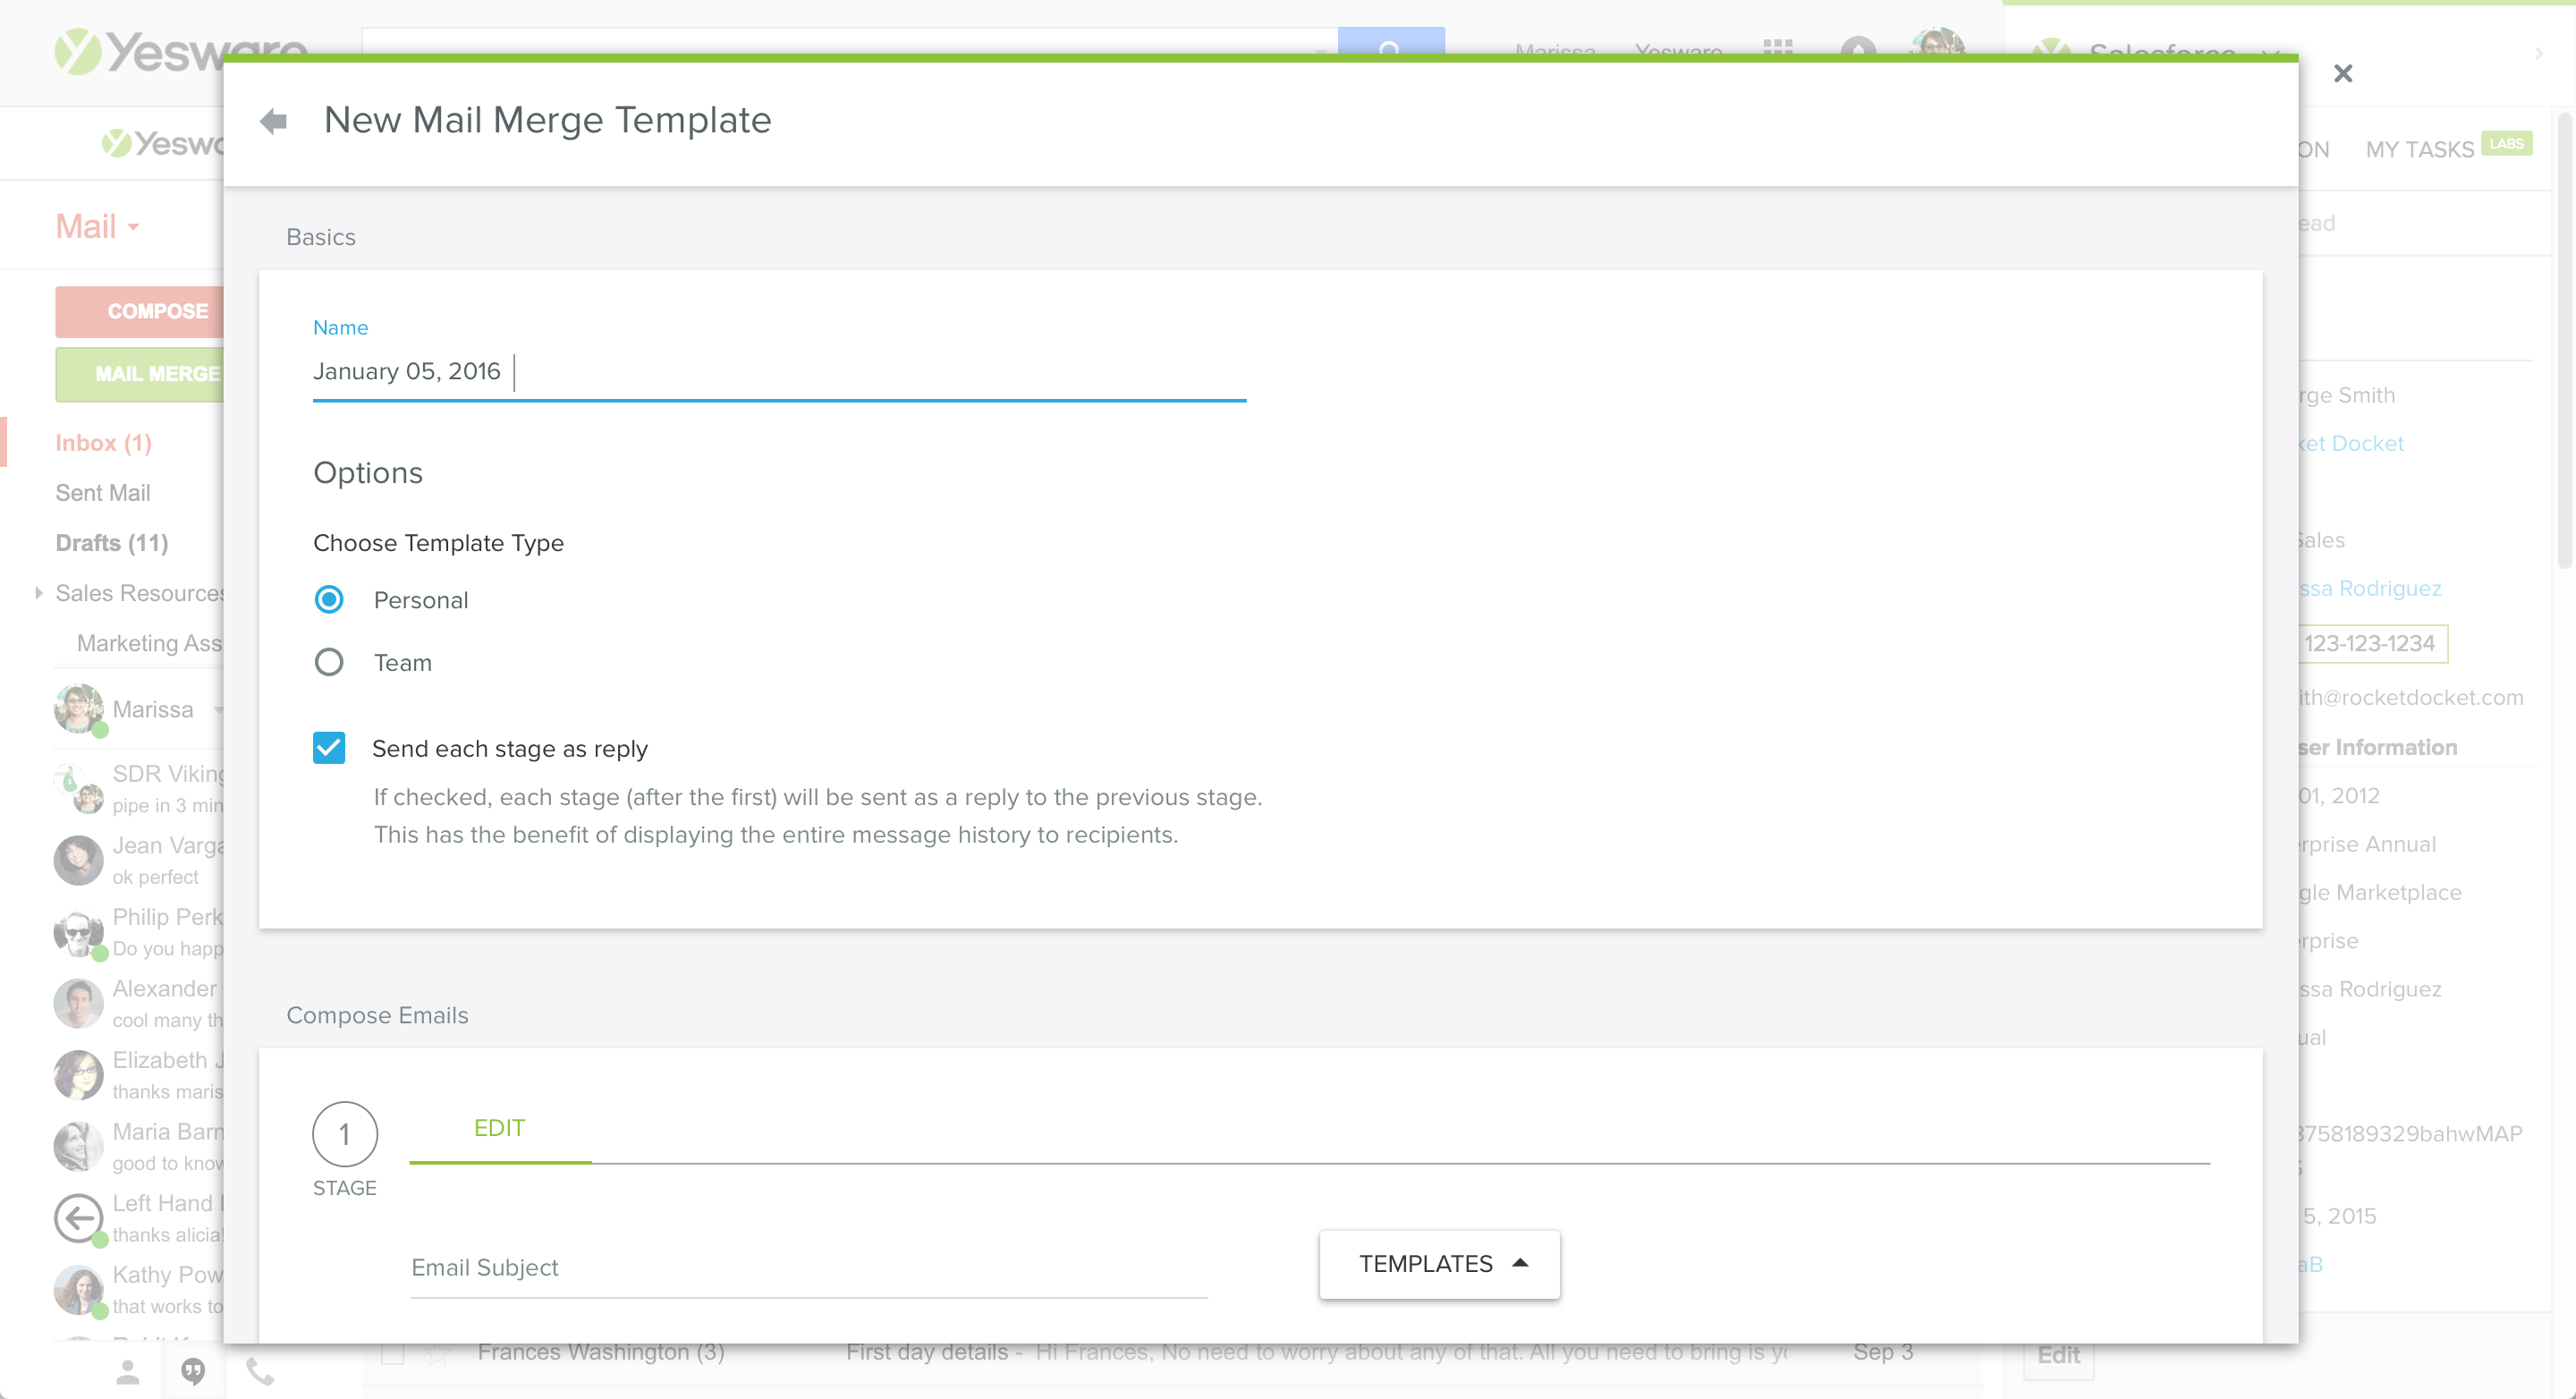 Yesware
Marissa Yesware
Salesforce
New Mail Merge Template
MY TASKS LABS
Mail
Basics
COMPOSE
Name
MAIL MERGE
January 05, 2016
Inbox (1)
Sent Mail
Options
Drafts (11)
Choose Template Type
Sales Resources
Personal
Marketing Ass
Team
Marissa
Send each stage as reply
If checked, each stage (after the first) will be sent as a reply to the previous stage.
This has the benefit of displaying the entire message history to recipients.
SDR Viking
pipe in 3 min
Jean Varga
ok perfect
Philip Perk
Do you happ
Alexander
cool many th
Elizabeth J
thanks maris
Maria Barn
good to know
Left Hand
thanks alicia!
Kathy Pow
that works to
Compose Emails
1
STAGE
EDIT
Email Subject
TEMPLATES
Frances Washington (3) First day details - Hi Frances, No need to worry about any of that. All you need to bring is Sep 3
rge Smith
ket Docket
Sales
ssa Rodriguez
123-123-1234
ith@rocketdocket.com
ser Information
01, 2012
rprise Annual
gle Marketplace
rprise
ssa Rodriguez
ual
3758189329bahwMAP
5, 2015
aB
Edit